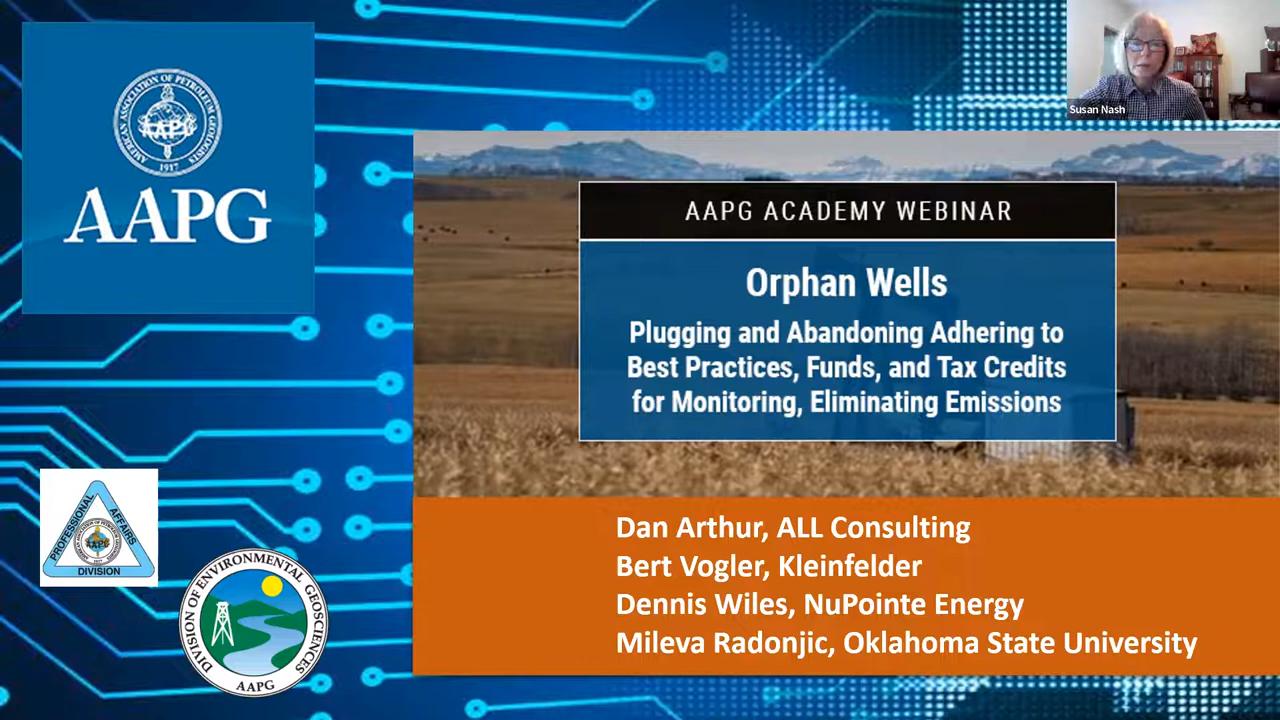 AMERICAN ASSOCIATION OF PETROLEUM GEOLOGISTS
AAPG
1917
AAPG
Susan Nash
AAPG ACADEMY WEBINAR
Orphan Wells
Plugging and Abandoning Adhering to
Best Practices, Funds, and Tax Credits
for Monitoring, Eliminating Emissions
PROFESSIONAL AFFAIRS
AAPG
DIVISION
DIVISION OF ENVIRONMENTAL GEOSCIENCES
AAPG
Dan Arthur, ALL Consulting
Bert Vogler, Kleinfelder
Dennis Wiles, NuPointe Energy
Mileva Radonjic, Oklahoma State University